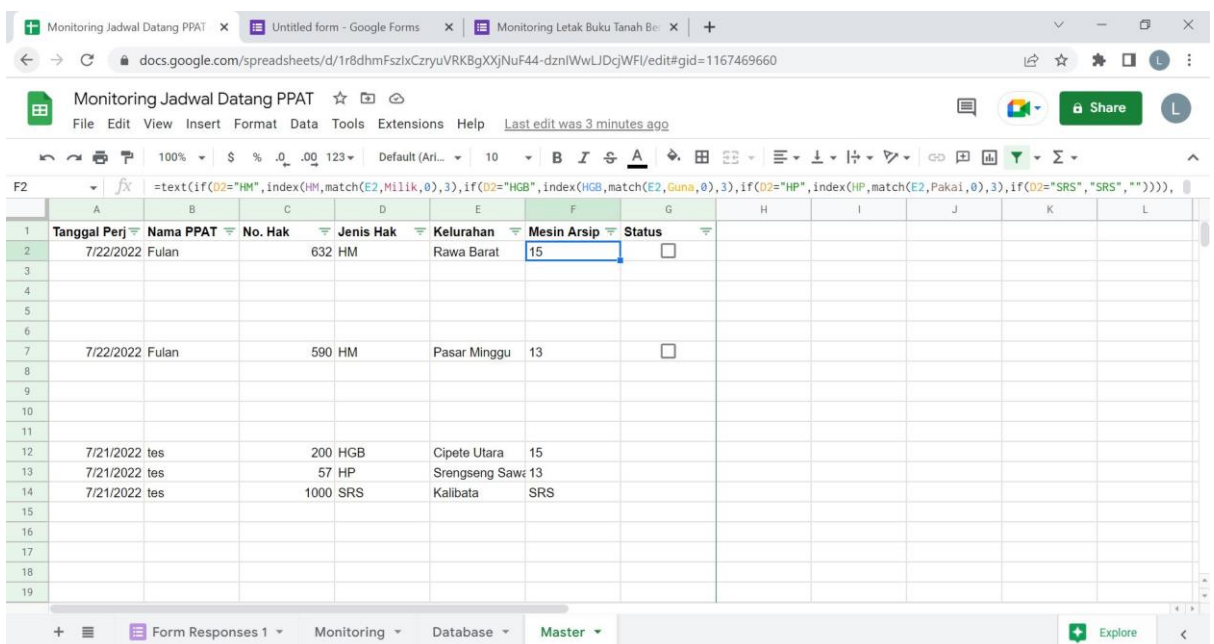 Monitoring Jadwal Datang PPAT
Untitled form - Google Forms
Monitoring Letak Buku Tanah Be
docs.google.com/spreadsheets/d/1r8dhmFszIxCzryuVRKBgXXjNuF44-dznIWwLJDcjWFI/edit#gid=1167469660
L
Monitoring Jadwal Datang PPAT
File Edit View Insert Format Data Tools Extensions Help Last edit was 3 minutes ago
Share
L
100% $ % .0 .00 123 Default (Ari... 10 B I S A
F2 fx =text(if(D2="HM",index(HM,match(E2,Milik,0),3),if(D2="HGB",index(HGB,match(E2,Guna,0),3),if(D2="HP",index(HP,match(E2,Pakai,0),3),if(D2="SRS","SRS","")))),
A B C D E F G H I J K L
1 Tanggal Perj Nama PPAT No. Hak Jenis Hak Kelurahan Mesin Arsip Status
2 7/22/2022 Fulan 632 HM Rawa Barat 15
3
4
5
6
7 7/22/2022 Fulan 590 HM Pasar Minggu 13
8
9
10
11
12 7/21/2022 tes 200 HGB Cipete Utara 15
13 7/21/2022 tes 57 HP Srengseng Sawa 13
14 7/21/2022 tes 1000 SRS Kalibata SRS
15
16
17
18
19
Form Responses 1 Monitoring Database Master Explore